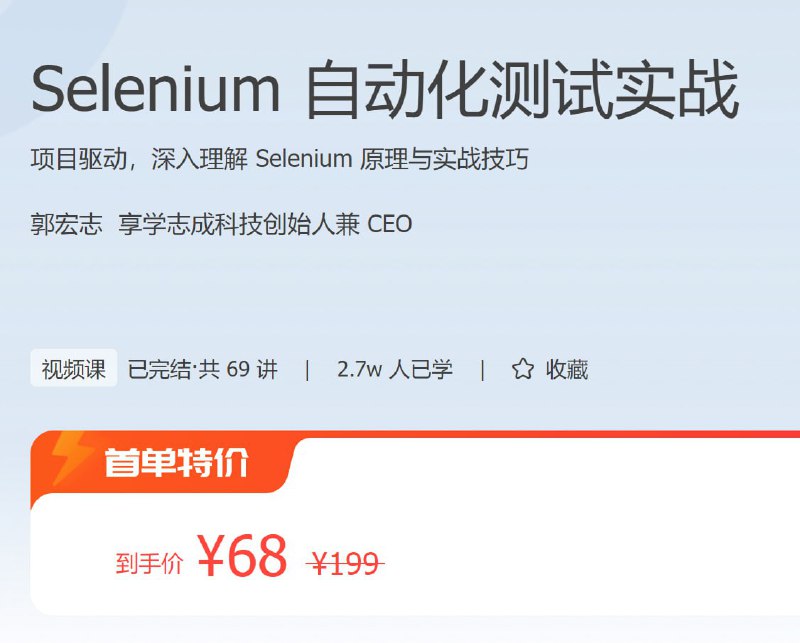 Selenium 自动化测试实战
项目驱动，深入理解 Selenium 原理与实战技巧
郭宏志 享学志成科技创始人兼 CEO
视频课 已完结·共 69 讲 | 2.7w 人已学 | 收藏
首单特价
到手价 ¥68 ¥199